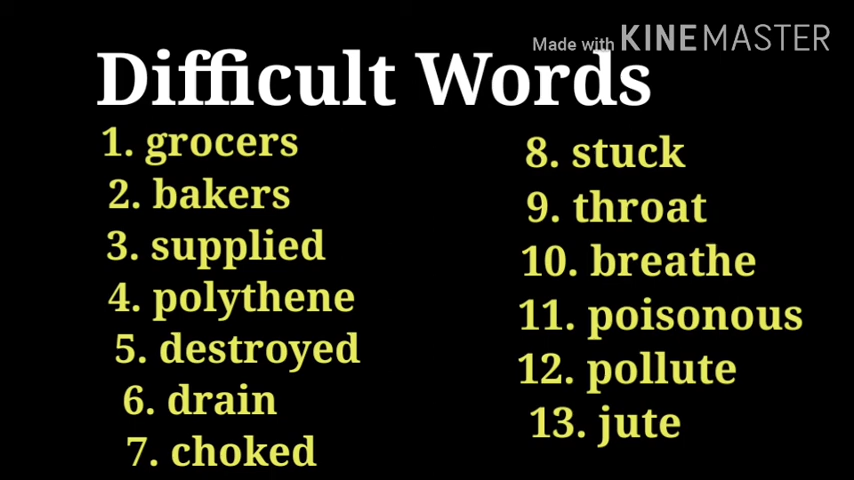 Made with KINEMASTER
Difficult Words
1. grocers
2. bakers
3. supplied
4. polythene
5. destroyed
6. drain
7. choked
8. stuck
9. throat
10. breathe
11. poisonous
12. pollute
13. jute